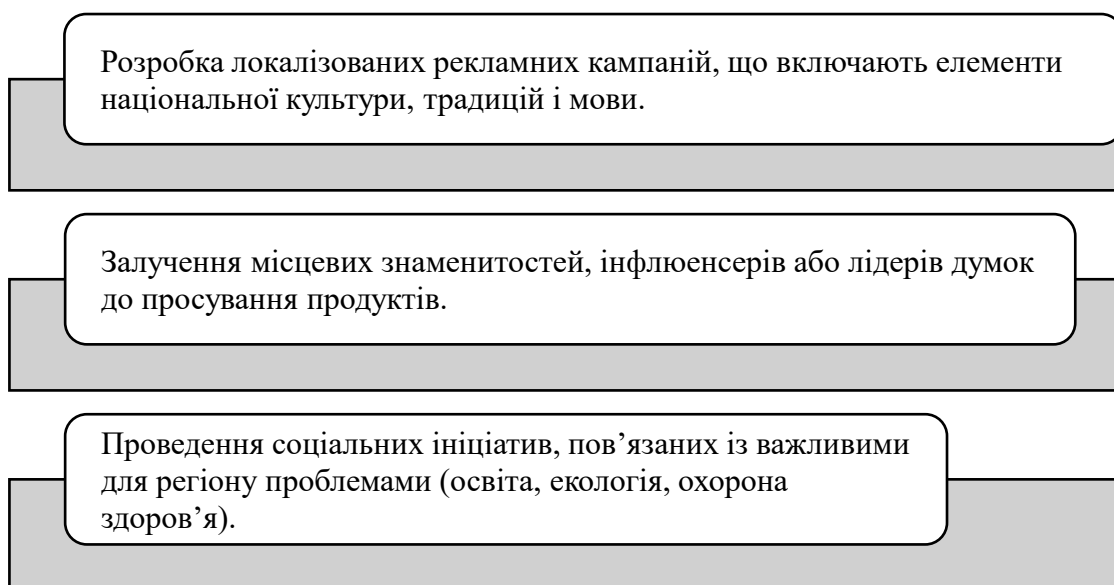 Розробка локалізованих рекламних кампаній, що включають елементи
національної культури, традицій і мови.
Залучення місцевих знаменитостей, інфлюенсерів або лідерів думок
до просування продуктів.
Проведення соціальних ініціатив, пов’язаних із важливими
для регіону проблемами (освіта, екологія, охорона
здоров’я).